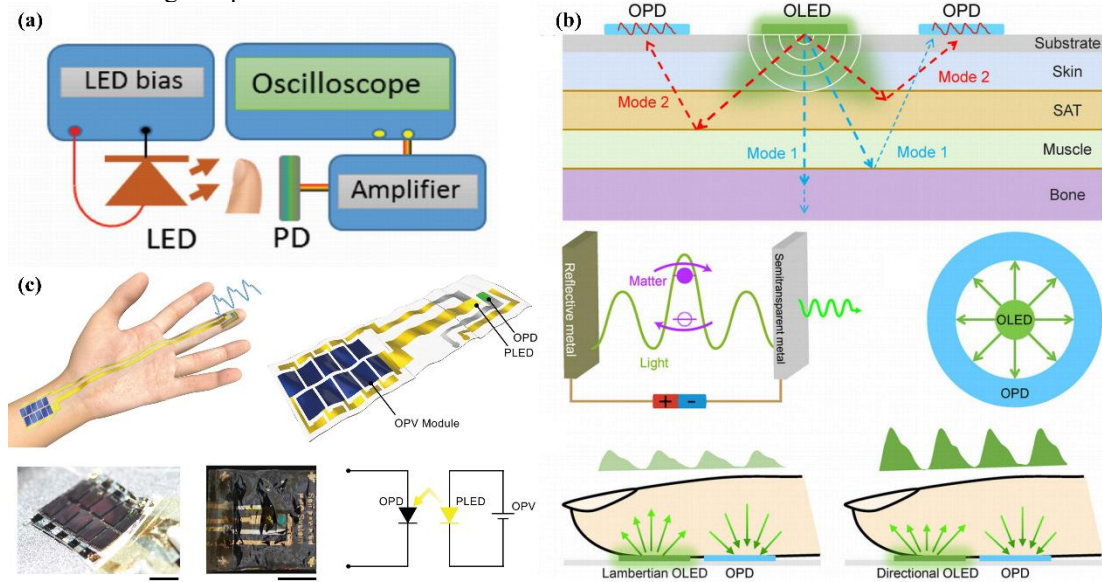 (a)
LED bias
Oscilloscope
Amplifier
LED
PD
(b)
OPD
OLED
OPD
Substrate
Skin
Mode 2
Mode 2
SAT
Mode 1
Mode 1
Muscle
Bone
Reflective metal
Matter
Light
Semitransparent metal
+
-
OLED
OPD
Lambertian OLED
OPD
Directional OLED
OPD
(c)
OPD
PLED
OPV Module
OPD
PLED
OPV